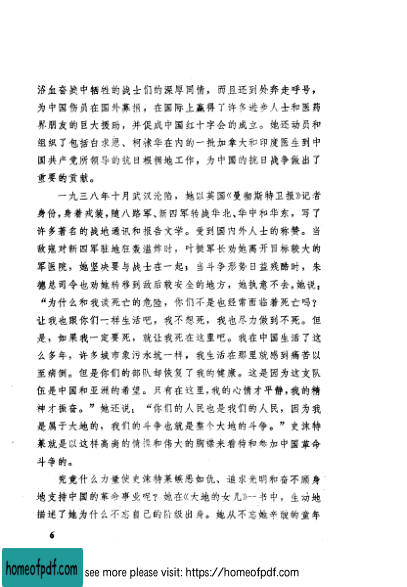 浴血奋战中牺牲的战士们的深厚同情，而且还到处奔走呼号，
为中国伤员在国外募捐，在国际上赢得了许多进步人士和医药
界朋友的巨大援助，并促成中国红十字会的成立。她还动员和
组织了包括白求恩、柯棣华在内的一批加拿大和印度医生到中
国共产党所领导的抗日根据地工作，为中国的抗日战争做出了
重要的贡献。
一九三八年十月武汉沦陷，她以英国《曼彻斯特卫报》记者
身份，身着戎装，随八路军、新四军转战华北、华中和华东，写了
许多著名的战地通讯和报告文学。受到国内外人士的称赞。当
敌寇对新四军驻地狂轰滥炸时，叶挺军长劝她离开目标较大的
军医院，她坚决要与战士在一起；当斗争形势日益残酷时，朱
德总司令也劝她转移到敌后较安全的地方，她执意不去。她说：
“为什么和我谈死亡的危险，你们不是也经常面临着死亡吗？
让我也跟你们一样生活吧，我不想死，我也尽力做到不死。但
是，如果我一定要死，就让我死在这里吧。我在中国生活了这
么多年，许多城市象污水坑一样，我生活在那里就感到痛苦以
至病倒。但是你们的部队却恢复了我的健康。这是因为这支队
伍是中国和亚洲的希望。只有在这里，我的心情才平静，我的精
神才振奋。”她还说：“你们的人民也是我们的人民，因为我
是属于大地的，我们的斗争也就是整个大地的斗争。”史沫特
莱就是以这样高尚的情操和伟大的胸襟来看待和参加中国革命
斗争的。
究竟什么力量使史沫特莱嫉恶如仇、追求光明和奋不顾身
地支持中国的革命事业呢？她在《大地的女儿》一书中，生动地
描述了她为什么不忘自己的阶级出身。她从不忘她辛酸的童年
6
homeofpdf.com
see more please visit: https://homeofpdf.com